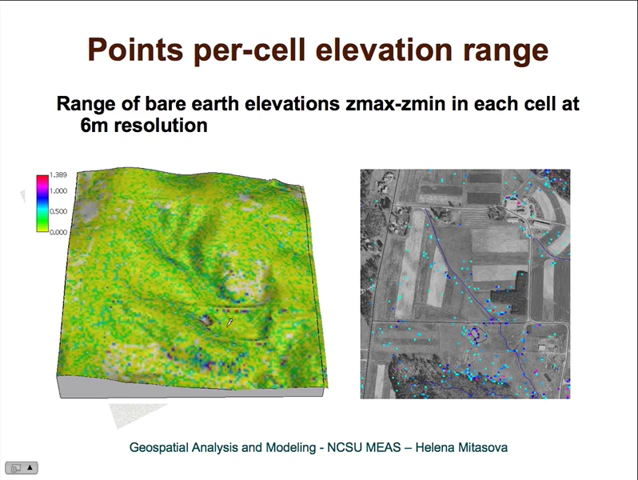 Points per-cell elevation range
Range of bare earth elevations zmax-zmin in each cell at
6m resolution
1.389
1.000
0.500
0.000
Geospatial Analysis and Modeling - NCSU MEAS – Helena Mitasova